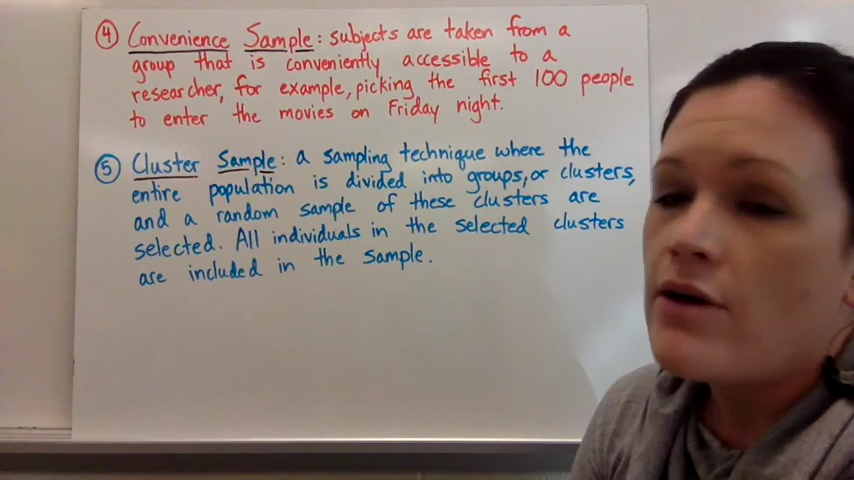 ④ Convenience Sample: subjects are taken from a
group that is conveniently accessible to a
researcher, for example, picking the first 100 people
to enter the movies on Friday night.
⑤ Cluster Sample: a sampling technique where the
entire population is divided into groups, or clusters,
and a random sample of these clusters are
selected. All individuals in the selected clusters
are included in the sample.